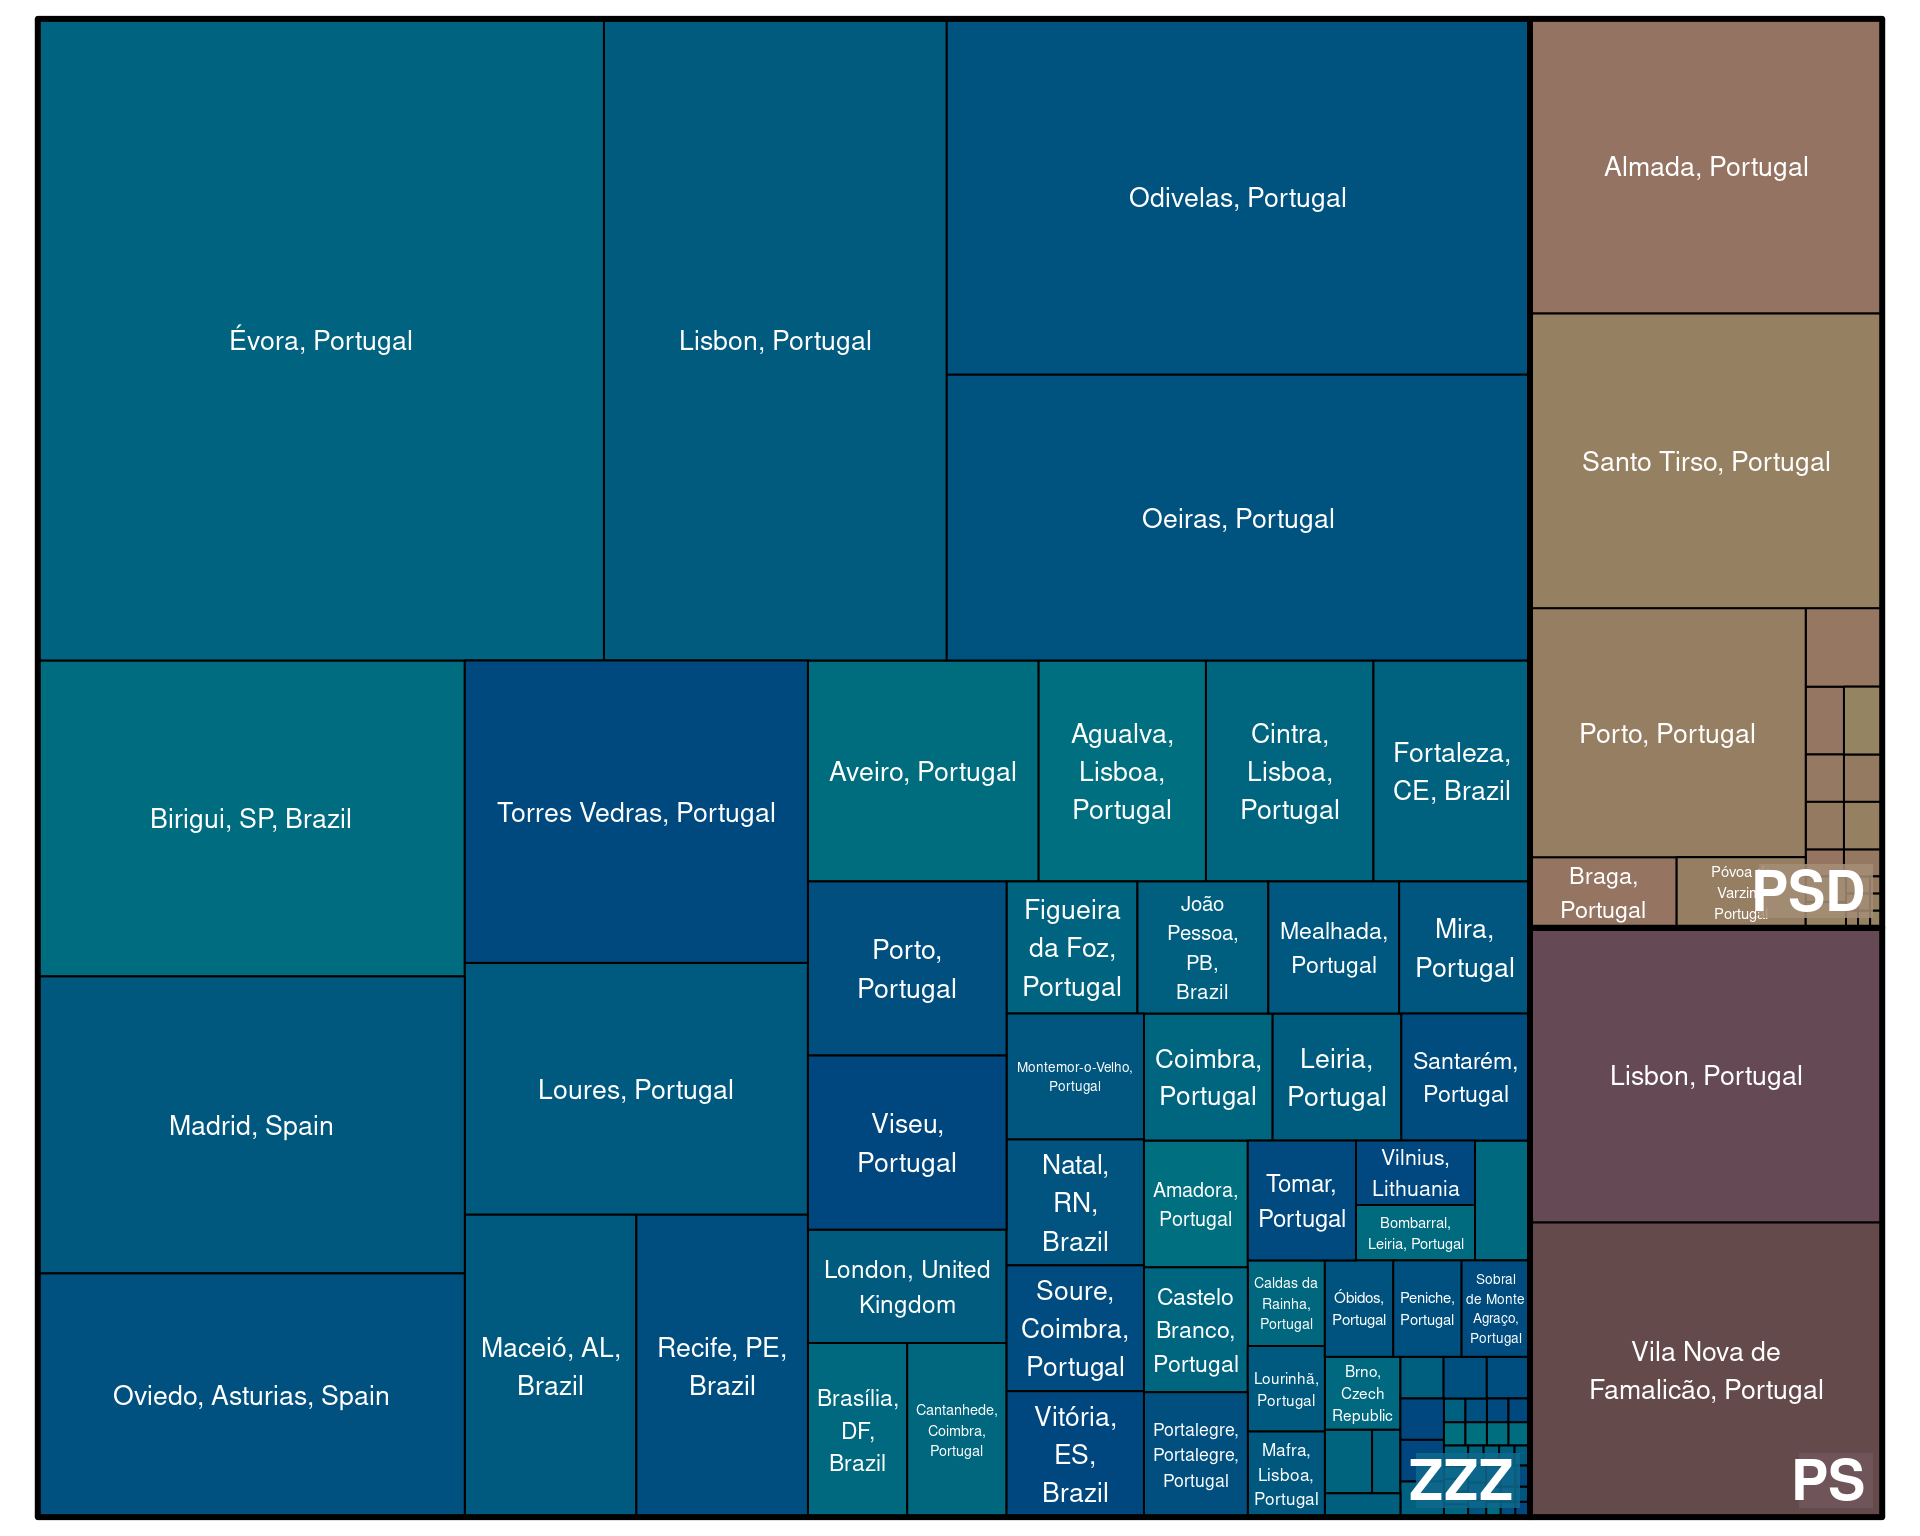 Évora, Portugal
Lisbon, Portugal
Odivelas, Portugal
Oeiras, Portugal
Birigui, SP, Brazil
Madrid, Spain
Oviedo, Asturias, Spain
Torres Vedras, Portugal
Loures, Portugal
Maceió, AL,
Brazil
Recife, PE,
Brazil
Aveiro, Portugal
Agualva,
Lisboa,
Portugal
Cintra,
Lisboa,
Portugal
Fortaleza,
CE, Brazil
Porto,
Portugal
Viseu,
Portugal
London, United
Kingdom
Brasília,
DF,
Brazil
Cantanhede,
Coimbra,
Portugal
Figueira
da Foz,
Portugal
João
Pessoa,
PB,
Brazil
Mealhada,
Portugal
Mira,
Portugal
Montemor-o-Velho,
Portugal
Natal,
RN,
Brazil
Soure,
Coimbra,
Portugal
Vitória,
ES,
Brazil
Coimbra,
Portugal
Leiria,
Portugal
Santarém,
Portugal
Amadora,
Portugal
Castelo
Branco,
Portugal
Portalegre,
Portalegre,
Portugal
Tomar,
Portugal
Vilnius,
Lithuania
Bombarral,
Leiria, Portugal
Caldas da
Rainha,
Portugal
Lourinhã,
Portugal
Mafra,
Lisboa,
Portugal
Óbidos,
Portugal
Peniche,
Portugal
Sobral
de Monte
Agraço,
Portugal
Brno,
Czech
Republic
ZZZ
Almada, Portugal
Santo Tirso, Portugal
Porto, Portugal
Braga,
Portugal
Póvoa
Varzim
Portugal
PSD
Lisbon, Portugal
Vila Nova de
Famalicão, Portugal
PS